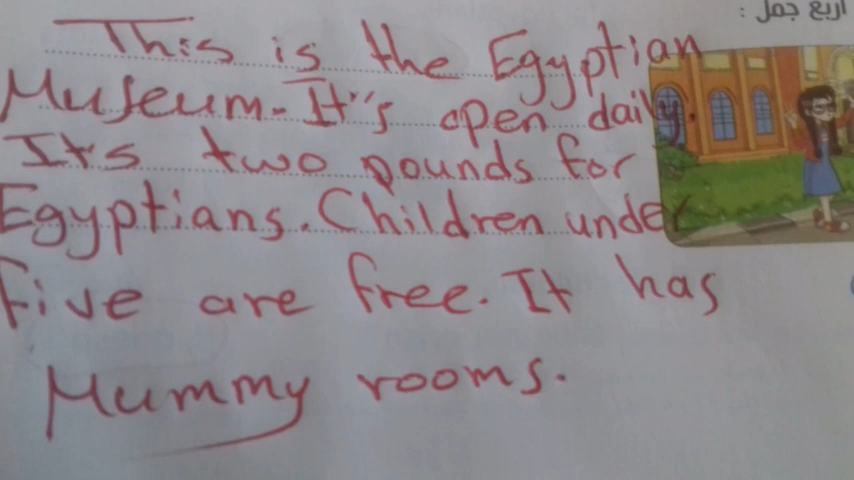 اربع جمل :
This is the Egyptian
Museum. It"s open daily.
Its two pounds for
Egyptians. Children under
five are free. It has
Mummy rooms.